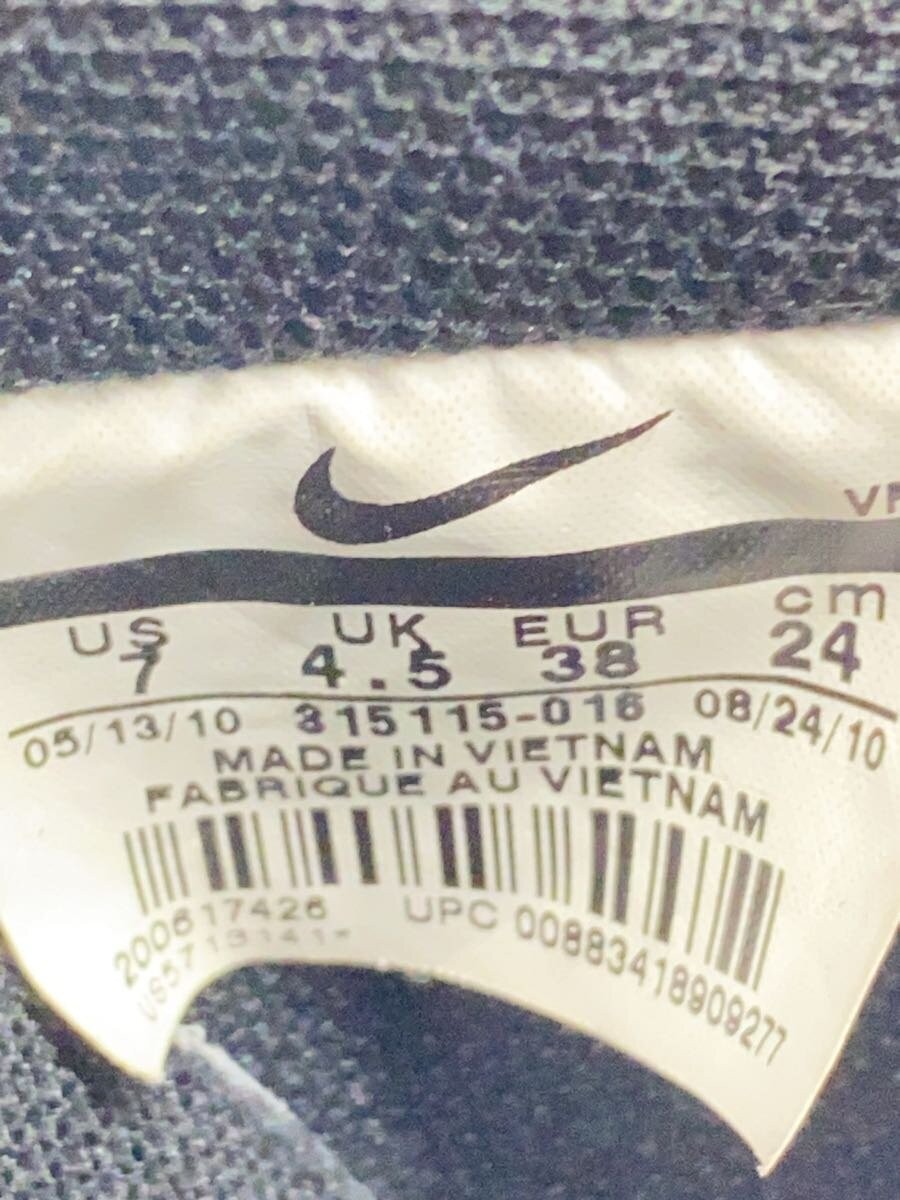 US UK EUR cm
7 4.5 38 24
05/13/10 315115-016 08/24/10
MADE IN VIETNAM
FABRIQUE AU VIETNAM
200617426 UPC 00883418909277